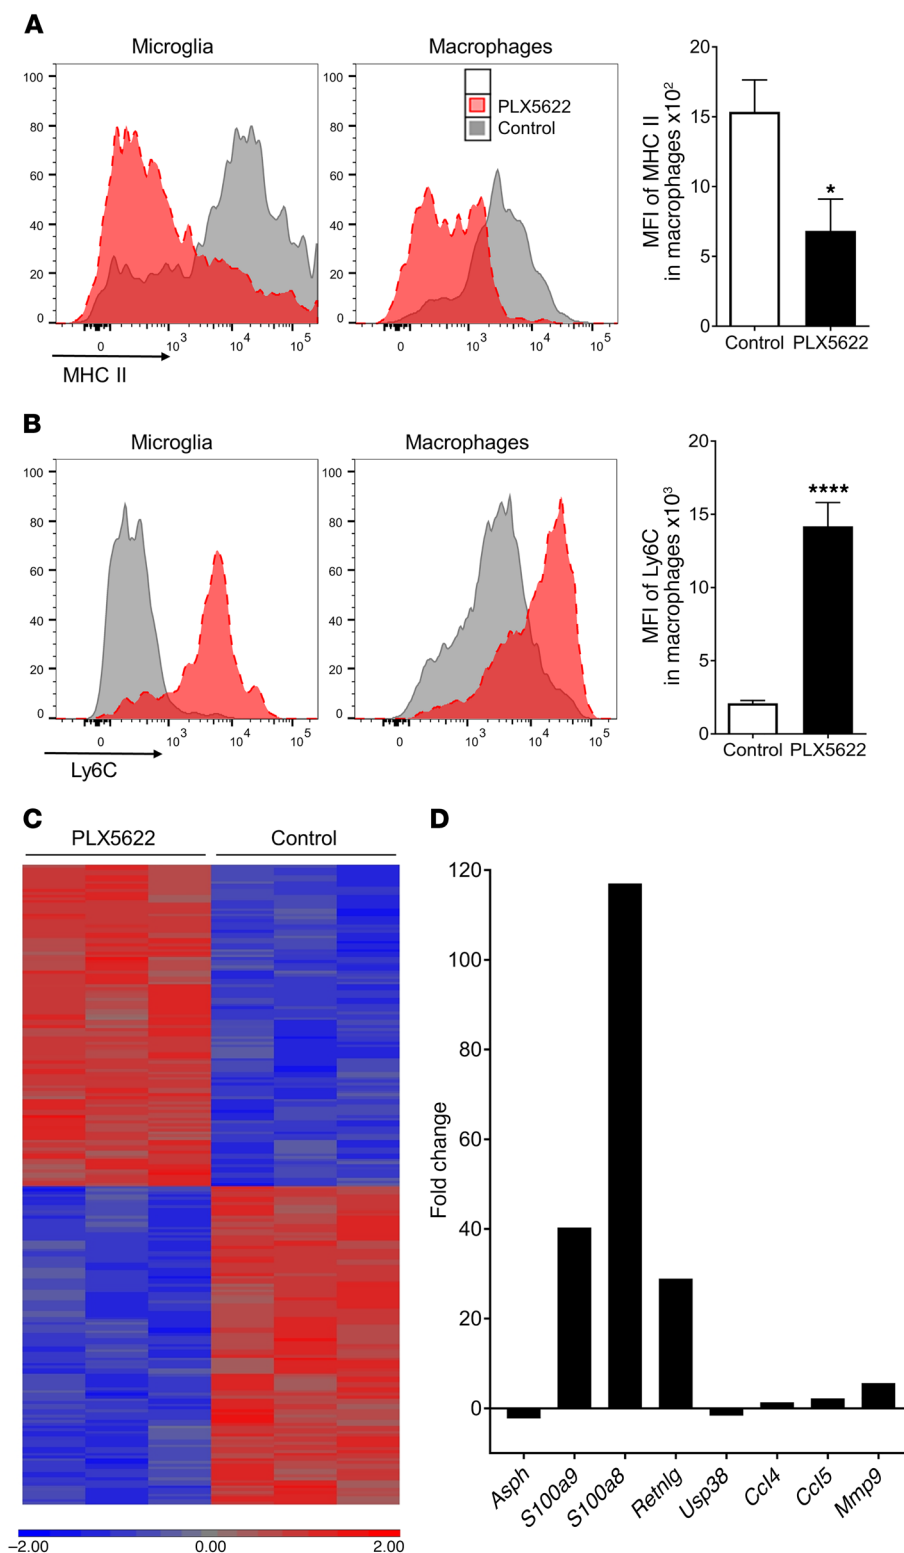 A
Microglia
Macrophages
100
80
60
40
20
0
0 10³ 10⁴ 10⁵
MHC II
100
80
60
40
20
0
0 10³ 10⁴ 10⁵
PLX5622
Control
MFI of MHC II
in macrophages x10²
20
15
10
5
0
*
Control PLX5622
B
Microglia
Macrophages
100
80
60
40
20
0
0 10³ 10⁴ 10⁵
Ly6C
100
80
60
40
20
0
0 10³ 10⁴ 10⁵
MFI of Ly6C
in macrophages x10³
20
15
10
5
0
****
Control PLX5622
C
PLX5622 Control
−2.00 0.00 2.00
D
Fold change
120
100
80
60
40
20
0
Asph
S100a9
S100a8
Retnlg
Usp38
Ccl4
Ccl5
Mmp9